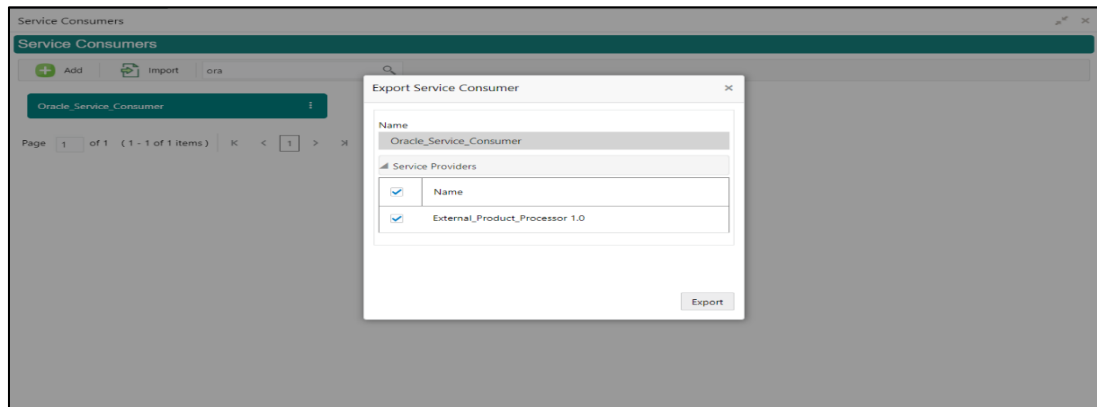 Service Consumers
Service Consumers
Add Import ora
Oracle_Service_Consumer
Page 1 of 1 (1-1 of 1 items) K < 1 > Ж
Export Service Consumer
Name
Oracle_Service_Consumer
Service Providers
Name
External_Product_Processor 1.0
Export